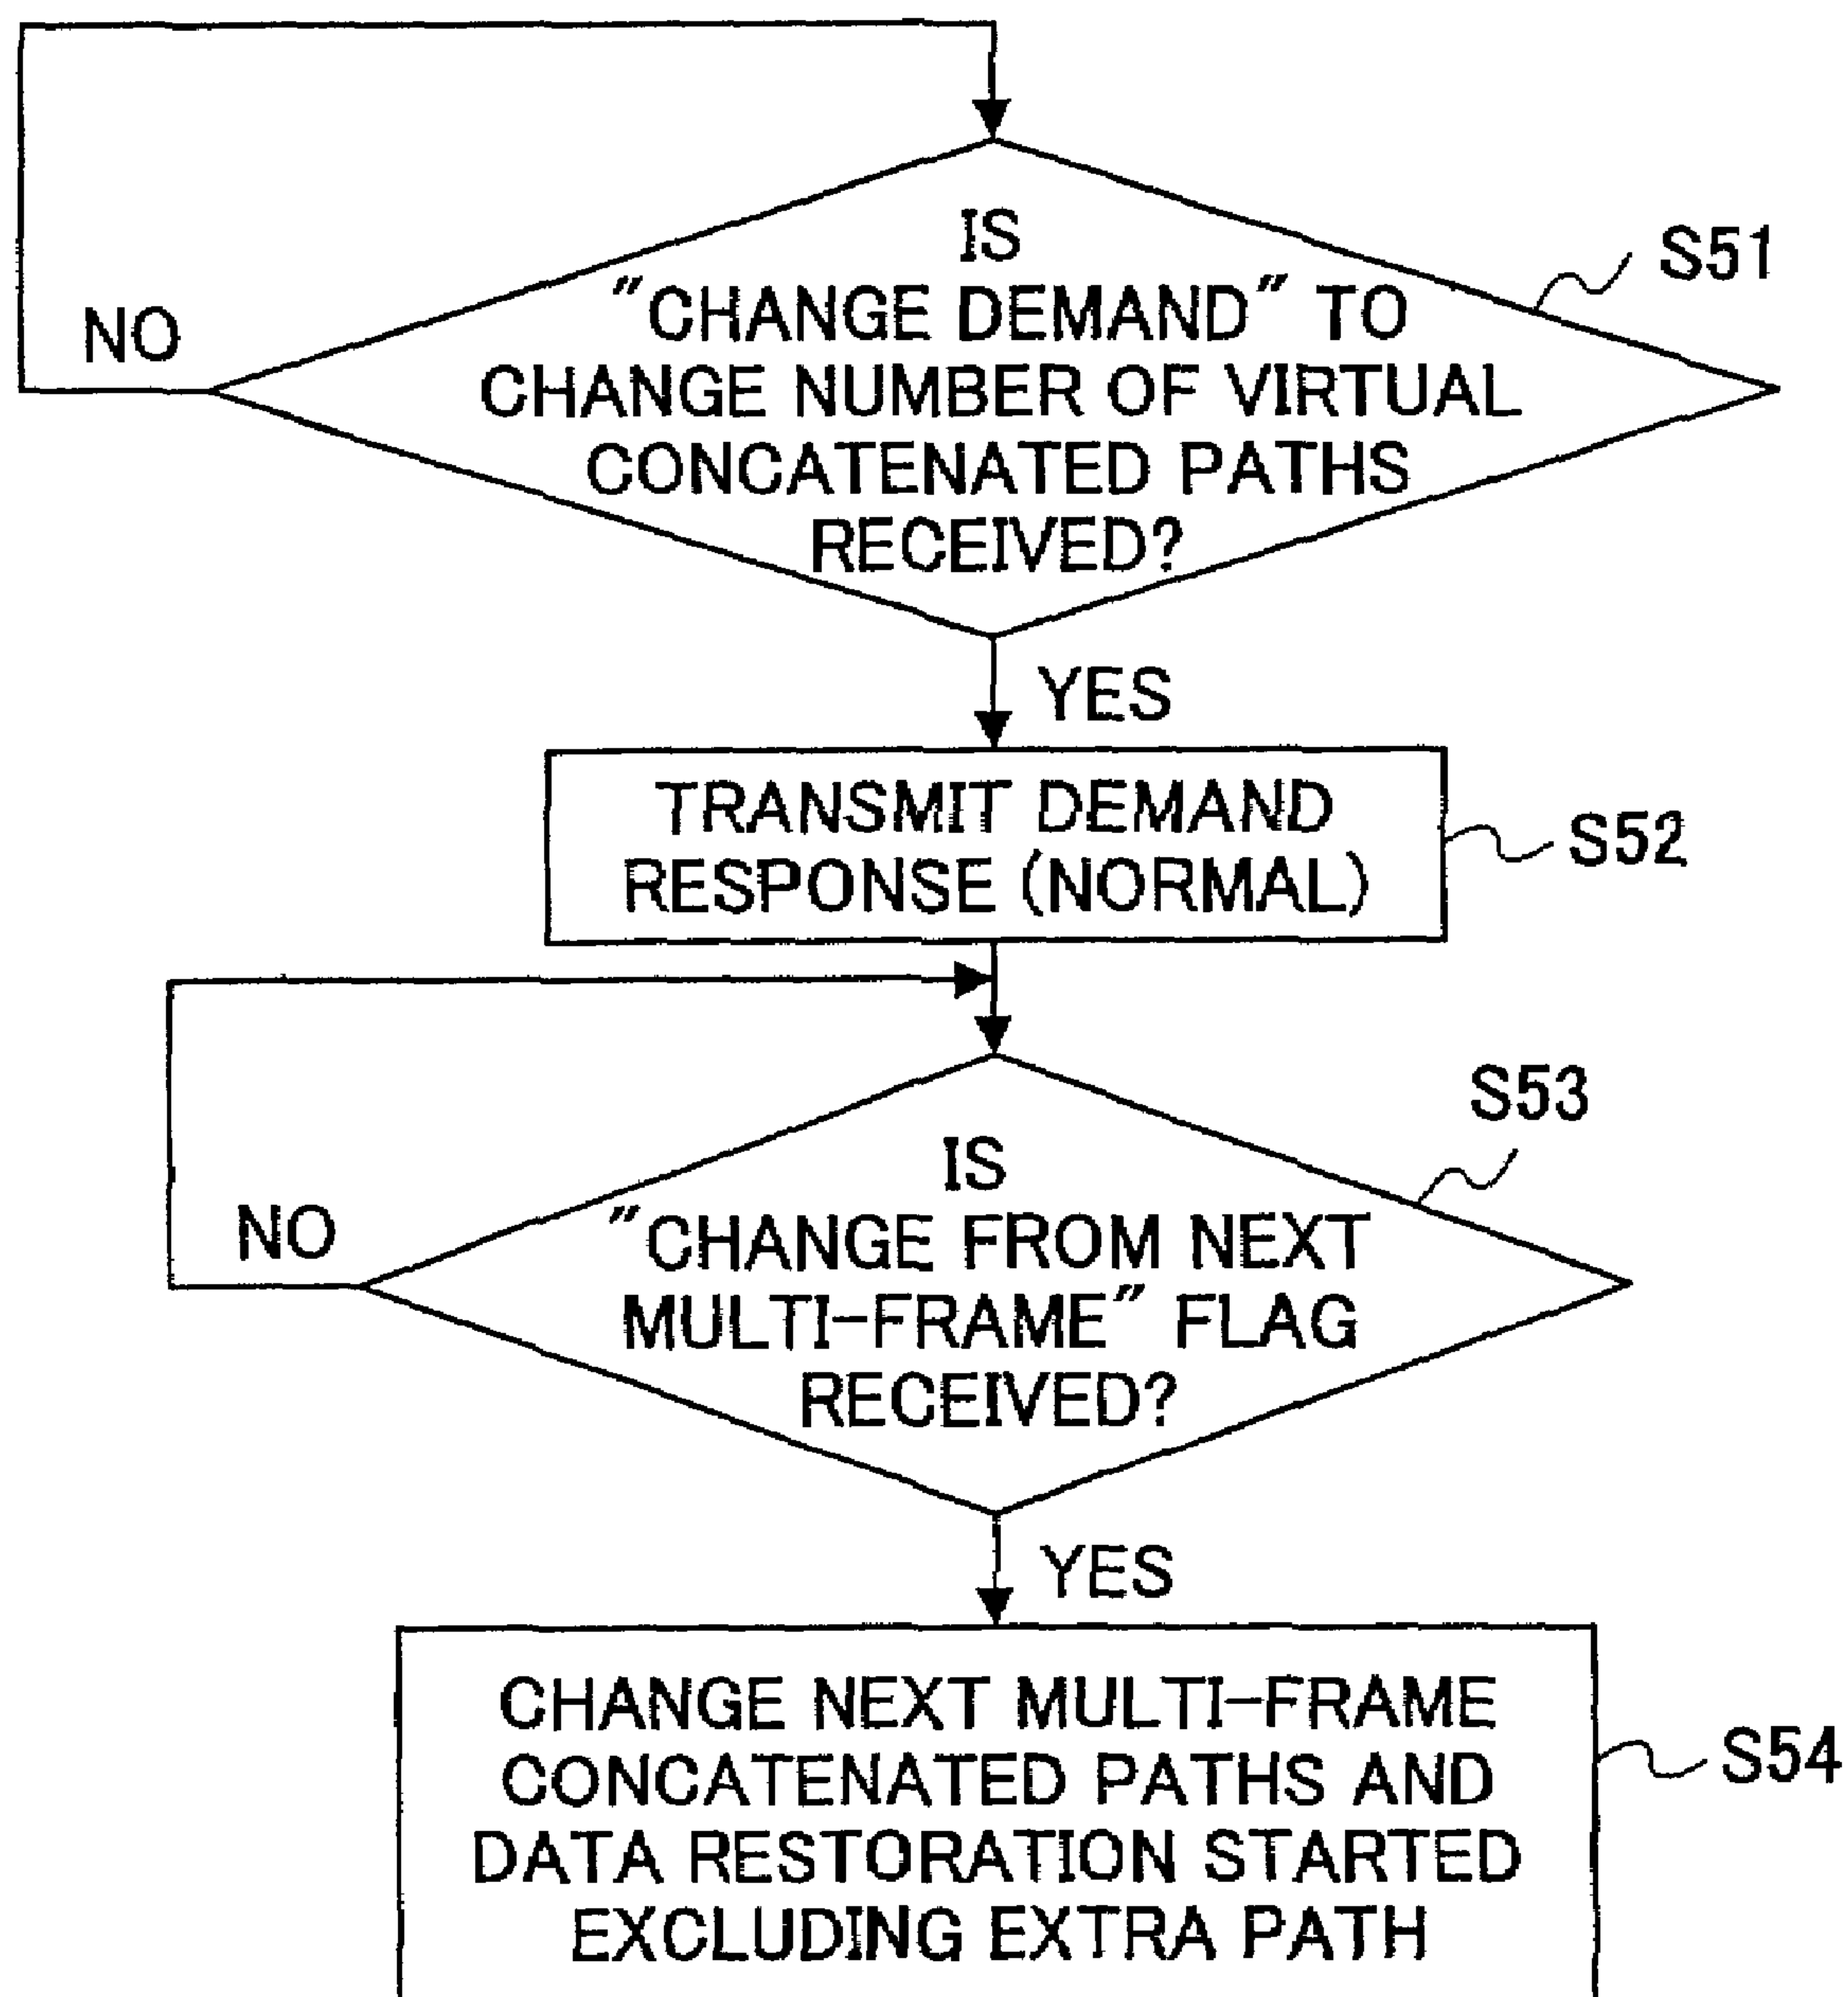 IS
"CHANGE DEMAND" TO
CHANGE NUMBER OF VIRTUAL
CONCATENATED PATHS
RECEIVED?
S51
NO
YES
TRANSMIT DEMAND
RESPONSE (NORMAL)
S52
IS
"CHANGE FROM NEXT
MULTI-FRAME" FLAG
RECEIVED?
S53
NO
YES
CHANGE NEXT MULTI-FRAME
CONCATENATED PATHS AND
DATA RESTORATION STARTED
EXCLUDING EXTRA PATH
S54